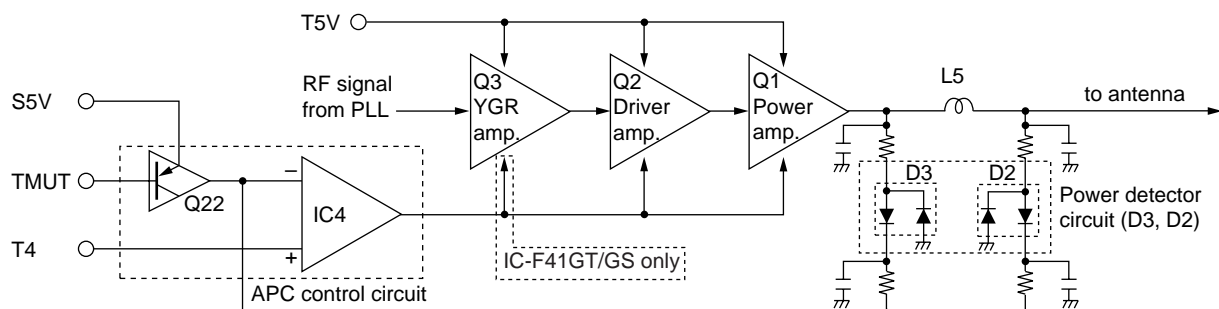 T5V
RF signal
from PLL
Q3
YGR
amp.
Q2
Driver
amp.
Q1
Power
amp.
L5
to antenna
S5V
TMUT
Q22
T4
–
+
IC4
APC control circuit
IC-F41GT/GS only
D3
D2
Power detector
circuit (D3, D2)